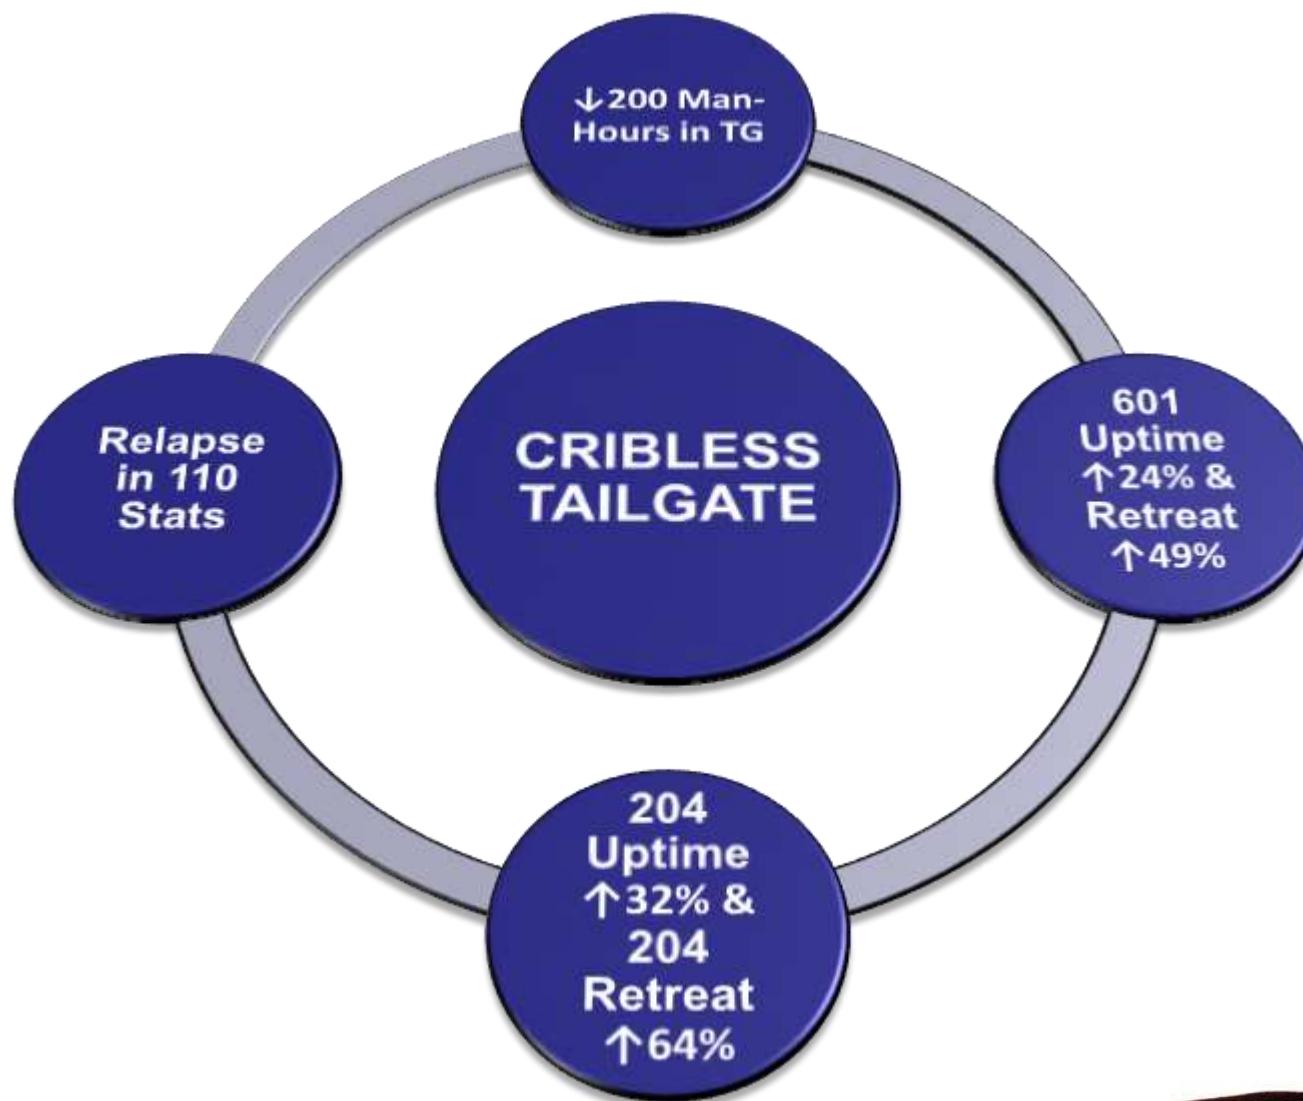 ↓200 Man-
Hours in TG
CRIBLESS
TAILGATE
601
Uptime
↑24% &
Retreat
↑49%
204
Uptime
↑32% &
204
Retreat
↑64%
Relapse
in 110
Stats